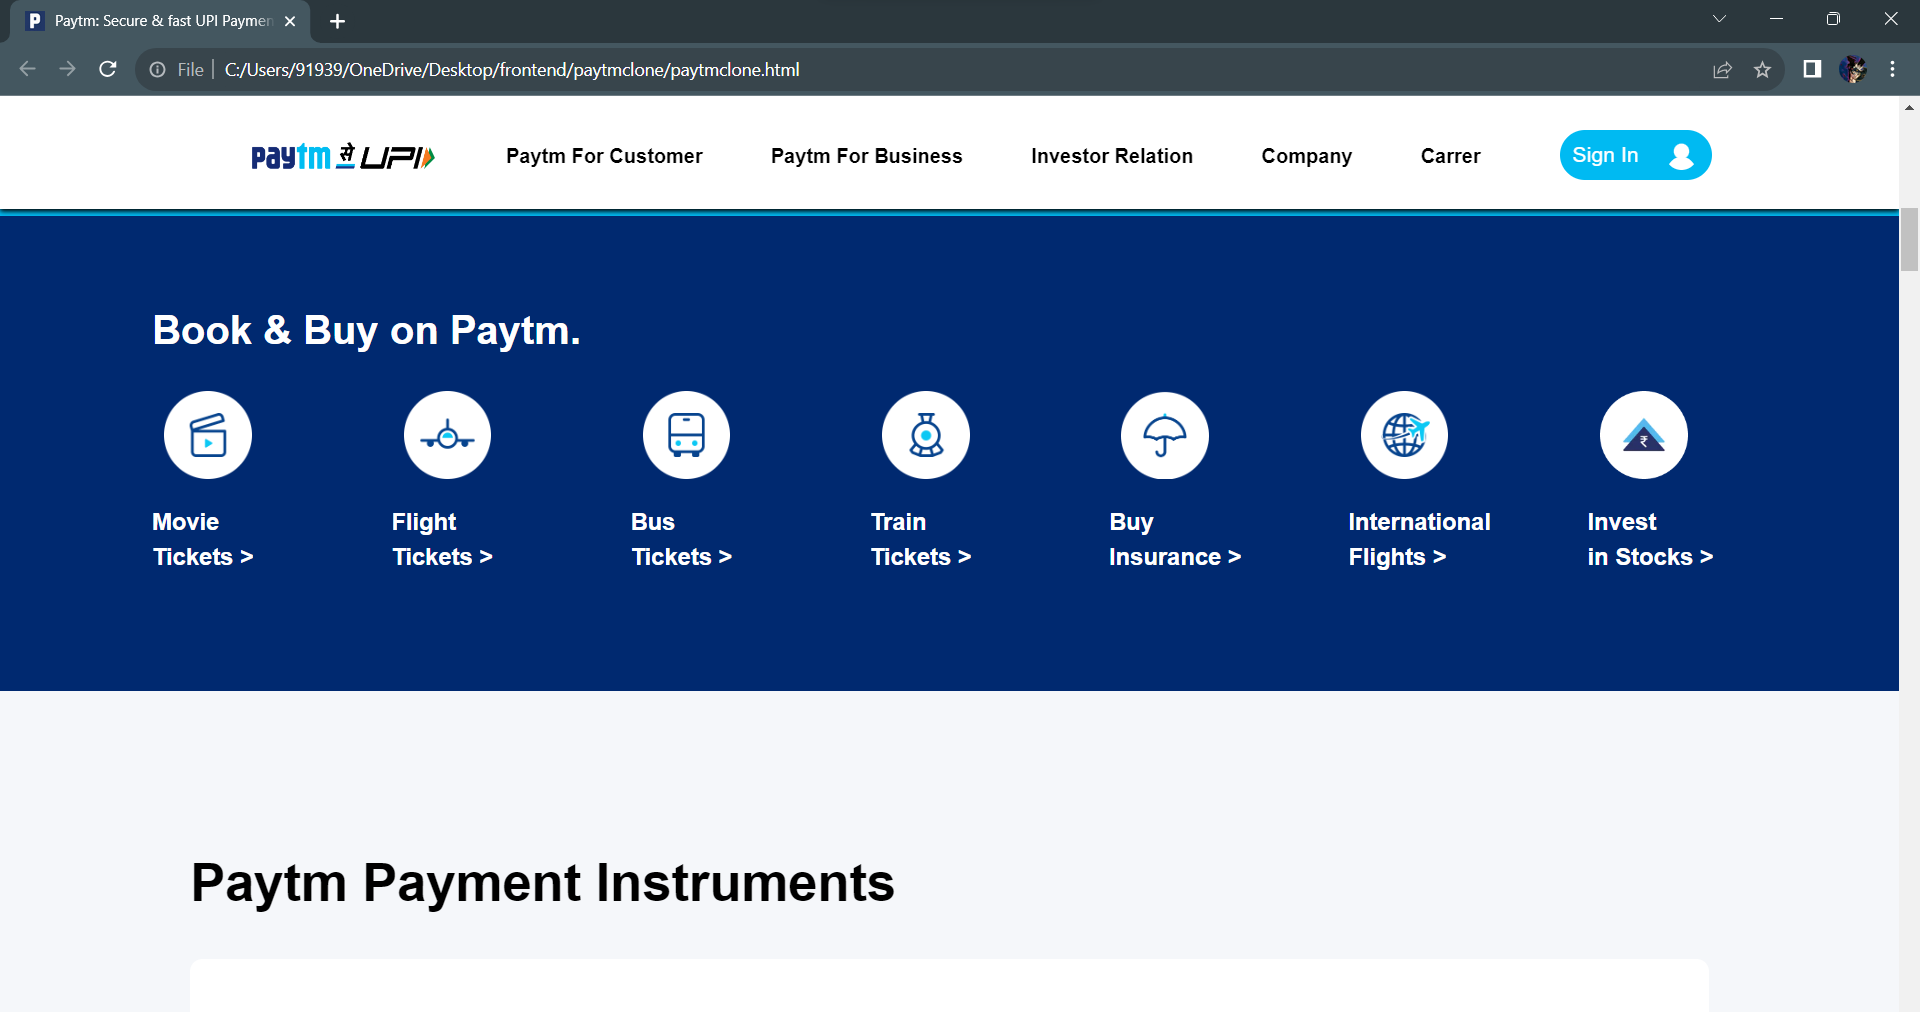 Paytm: Secure & fast UPI Paymen
File
C:/Users/91939/OneDrive/Desktop/frontend/paytmclone/paytmclone.html
paytm से UPI
Paytm For Customer
Paytm For Business
Investor Relation
Company
Carrer
Sign In
Book & Buy on Paytm.
Movie
Tickets >
Flight
Tickets >
Bus
Tickets >
Train
Tickets >
Buy
Insurance >
International
Flights >
₹
Invest
in Stocks >
Paytm Payment Instruments